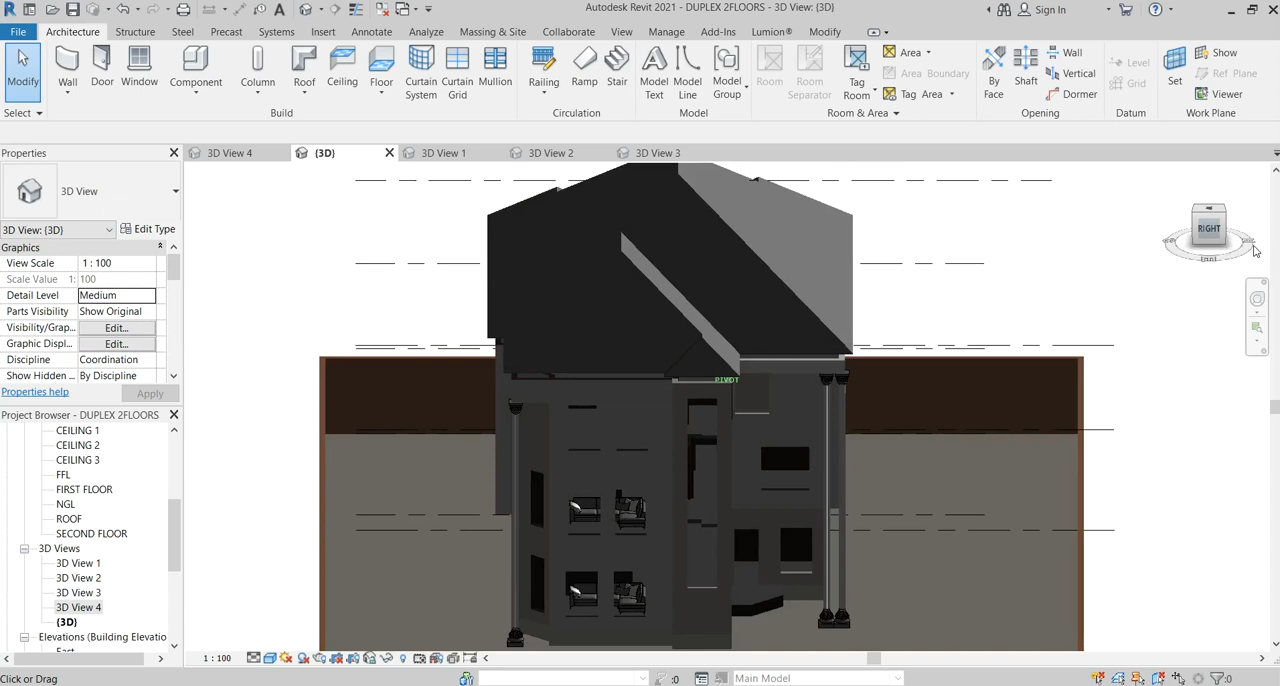 Autodesk Revit 2021 - DUPLEX 2FLOORS - 3D View: {3D}
Sign In
File Architecture Structure Steel Precast Systems Insert Annotate Analyze Massing & Site Collaborate View Manage Add-Ins Lumion® Modify
Modify Wall Door Window Component Column Roof Ceiling Floor Curtain System Curtain Grid Mullion Railing Ramp Stair Model Text Model Line Model Group Room Room Separator Tag Room Area Area Boundary Tag Area By Face Shaft Wall Vertical Dormer Level Grid Set Show Ref Plane Viewer
Select Build Circulation Model Room & Area Opening Datum Work Plane
Properties
3D View 4 {3D} 3D View 1 3D View 2 3D View 3
3D View
3D View: {3D} Edit Type
Graphics
View Scale 1 : 100
Scale Value 1: 100
Detail Level Medium
Parts Visibility Show Original
Visibility/Grap... Edit...
Graphic Displ... Edit...
Discipline Coordination
Show Hidden ... By Discipline
Properties help Apply
Project Browser - DUPLEX 2FLOORS
CEILING 1
CEILING 2
CEILING 3
FFL
FIRST FLOOR
NGL
ROOF
SECOND FLOOR
3D Views
3D View 1
3D View 2
3D View 3
3D View 4
{3D}
Elevations (Building Elevatio
East
RIGHT
PIVOT
1 : 100
Click or Drag
:0
Main Model
:0